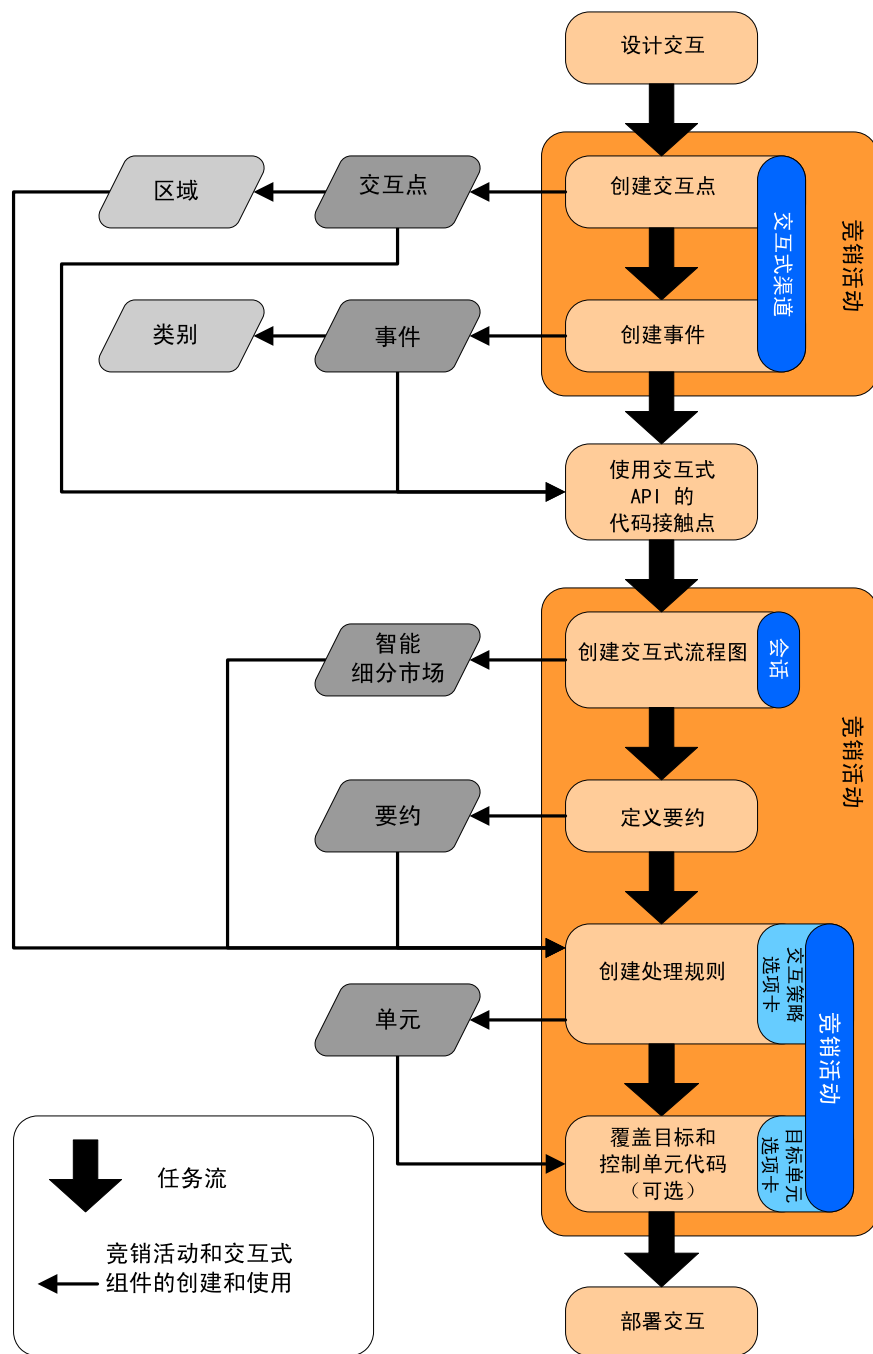 设计交互
区域
交互点
创建交互点
交互式渠道
竞销活动
类别
事件
创建事件
使用交互式
API 的
代码接触点
智能
细分市场
创建交互式流程图
会话
竞销活动
要约
定义要约
创建处理规则
交互策略
选项卡
竞销活动
单元
覆盖目标和
控制单元代码
（可选）
目标单元
选项卡
任务流
竞销活动和交互式
组件的创建和使用
部署交互